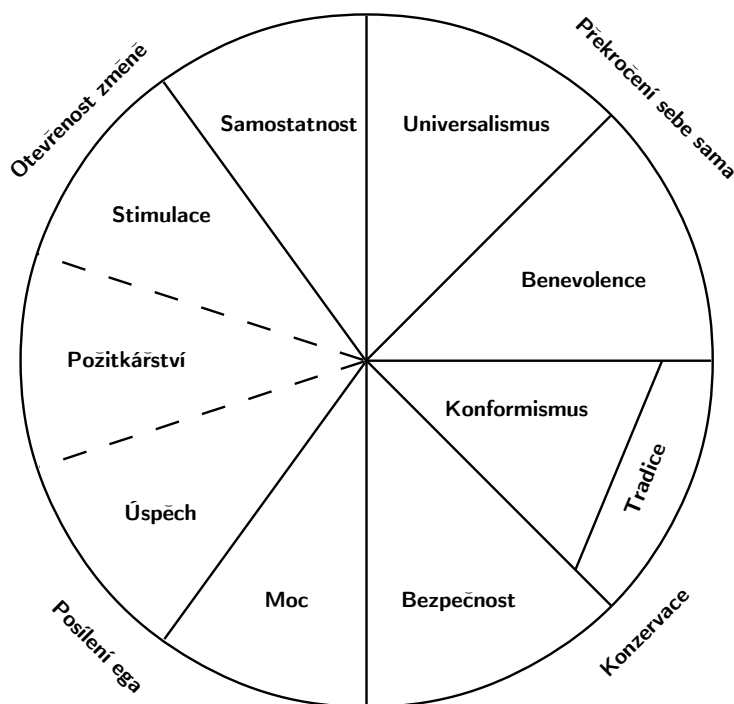 Otevřenost změně
Překročení sebe sama
Samostatnost
Universalismus
Stimulace
Benevolence
Požitkářství
Konformismus
Tradice
Úspěch
Moc
Bezpečnost
Posílení ega
Konzervace